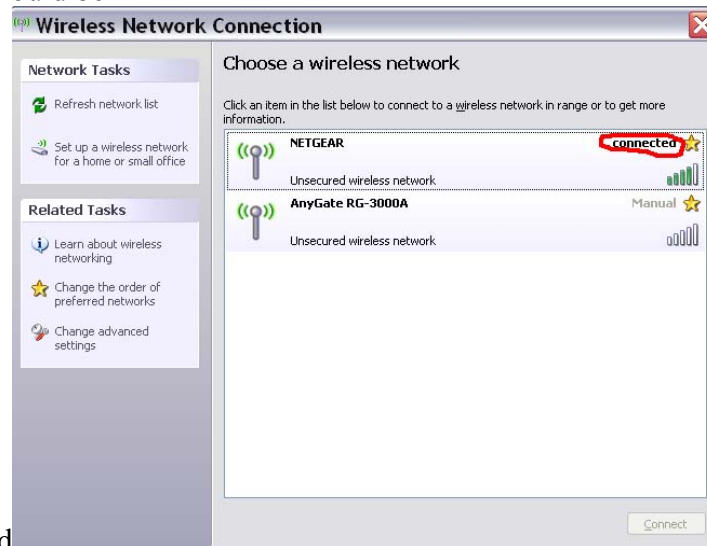 Wireless Network Connection
Network Tasks
Refresh network list
Set up a wireless network
for a home or small office
Related Tasks
Learn about wireless
networking
Change the order of
preferred networks
Change advanced
settings
Choose a wireless network
Click an item in the list below to connect to a wireless network in range or to get more
information.
NETGEAR connected
Unsecured wireless network
AnyGate RG-3000A Manual
Unsecured wireless network
Connect